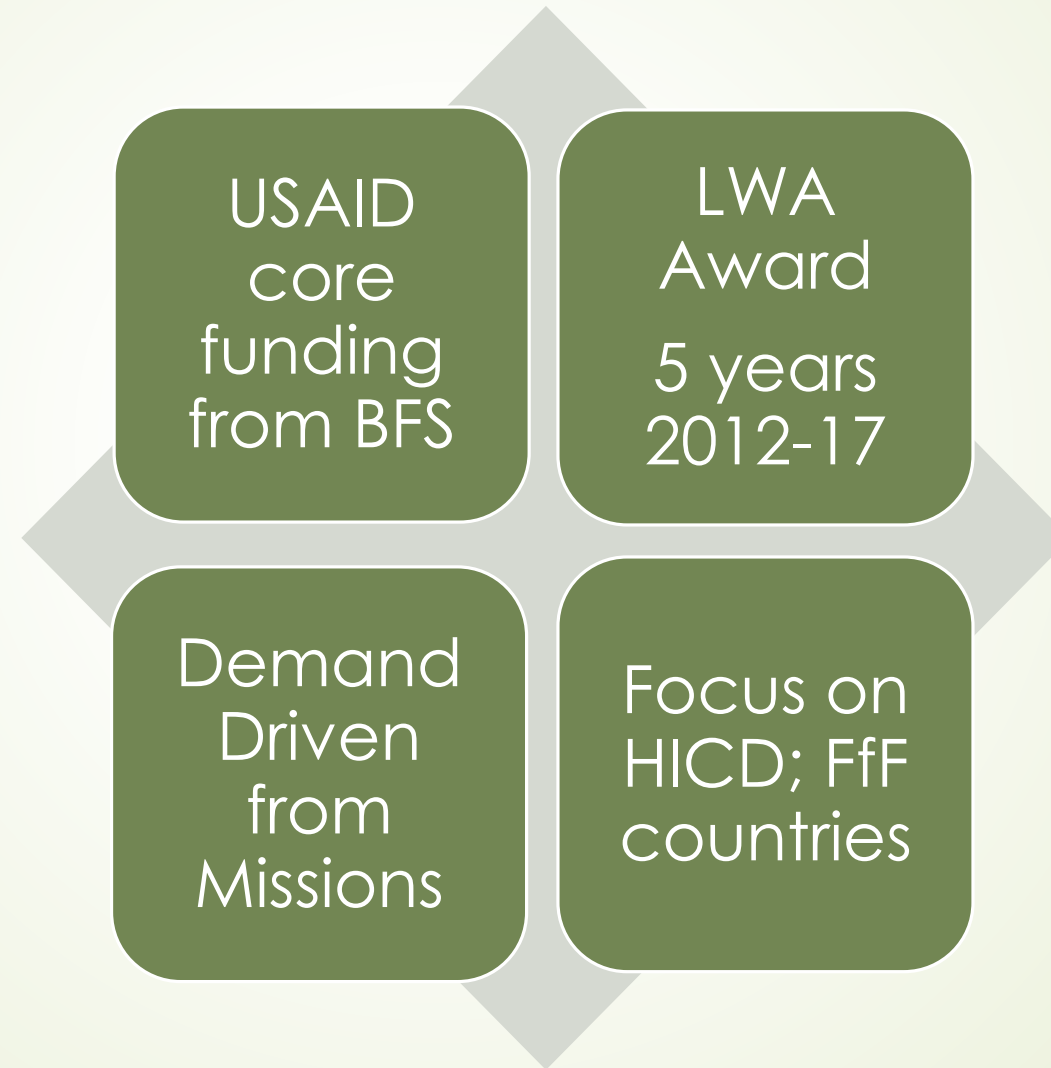 USAID
core
funding
from BFS
LWA
Award
5 years
2012-17
Demand
Driven
from
Missions
Focus on
HICD; FfF
countries